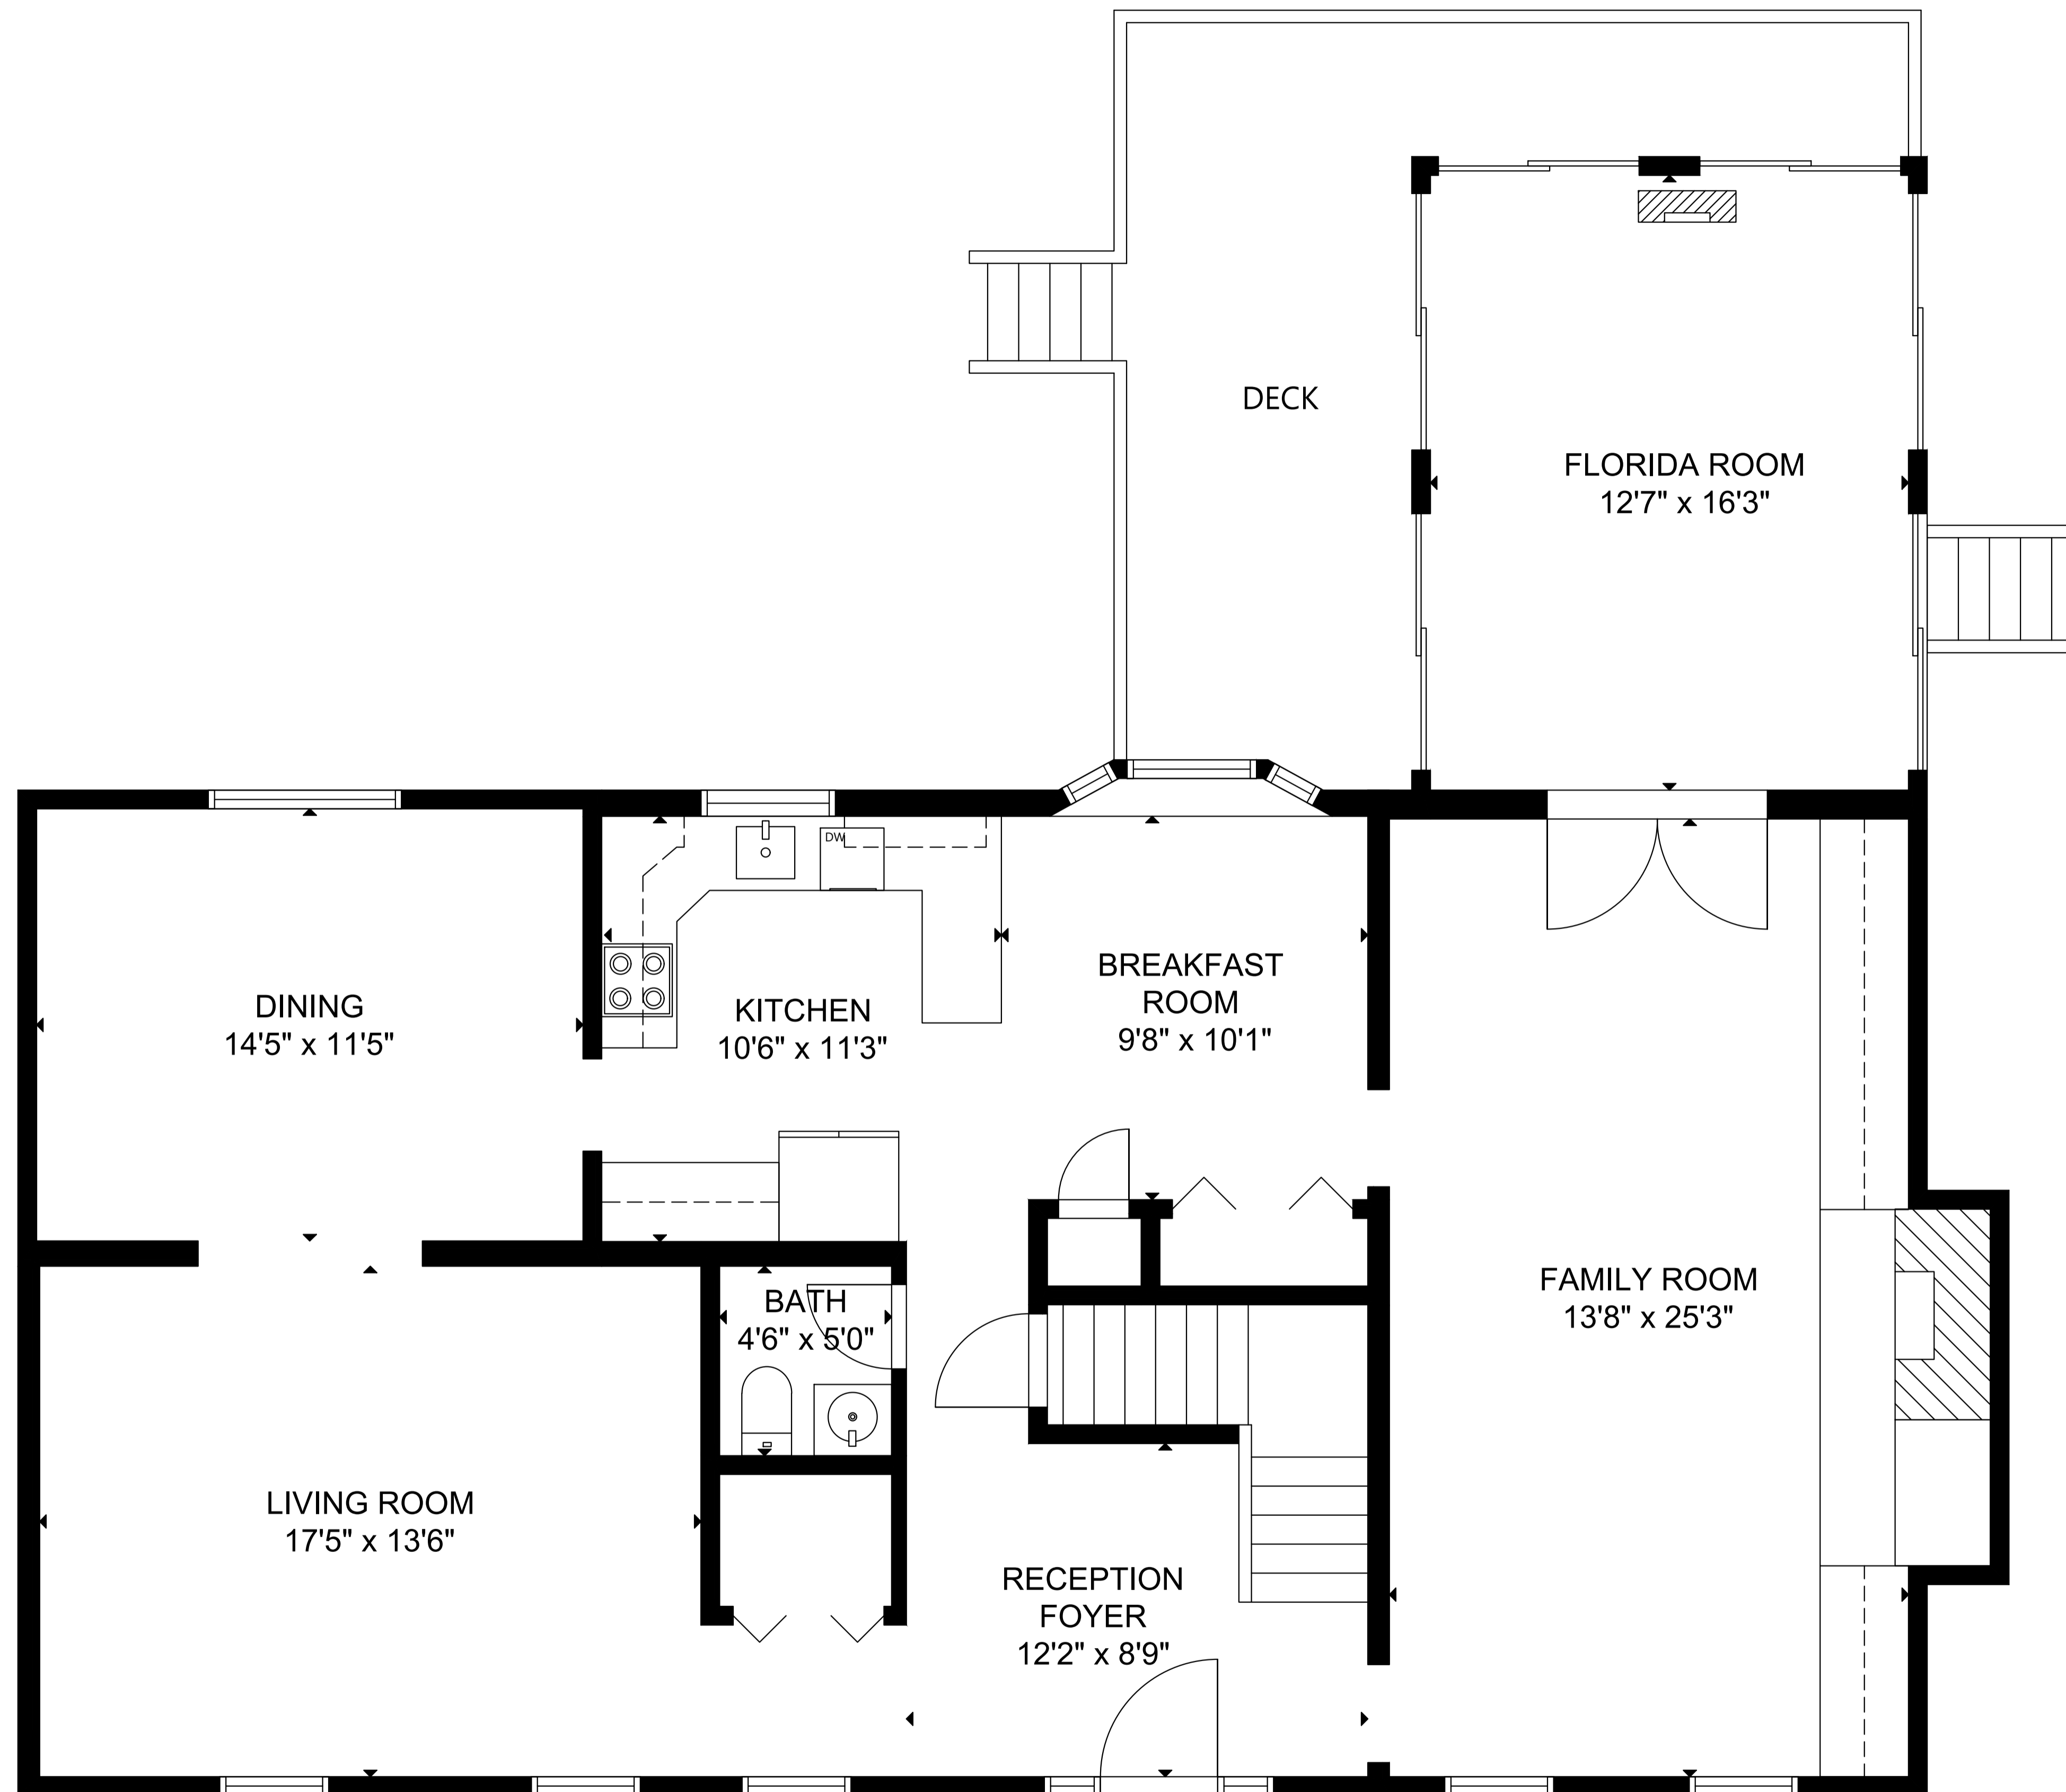 DECK
FLORIDA ROOM
12'7" x 16'3"
DW
DINING
14'5" x 11'5"
KITCHEN
10'6" x 11'3"
BREAKFAST
ROOM
9'8" x 10'1"
BATH
4'6" x 5'0"
FAMILY ROOM
13'8" x 25'3"
LIVING ROOM
17'5" x 13'6"
RECEPTION
FOYER
12'2" x 8'9"